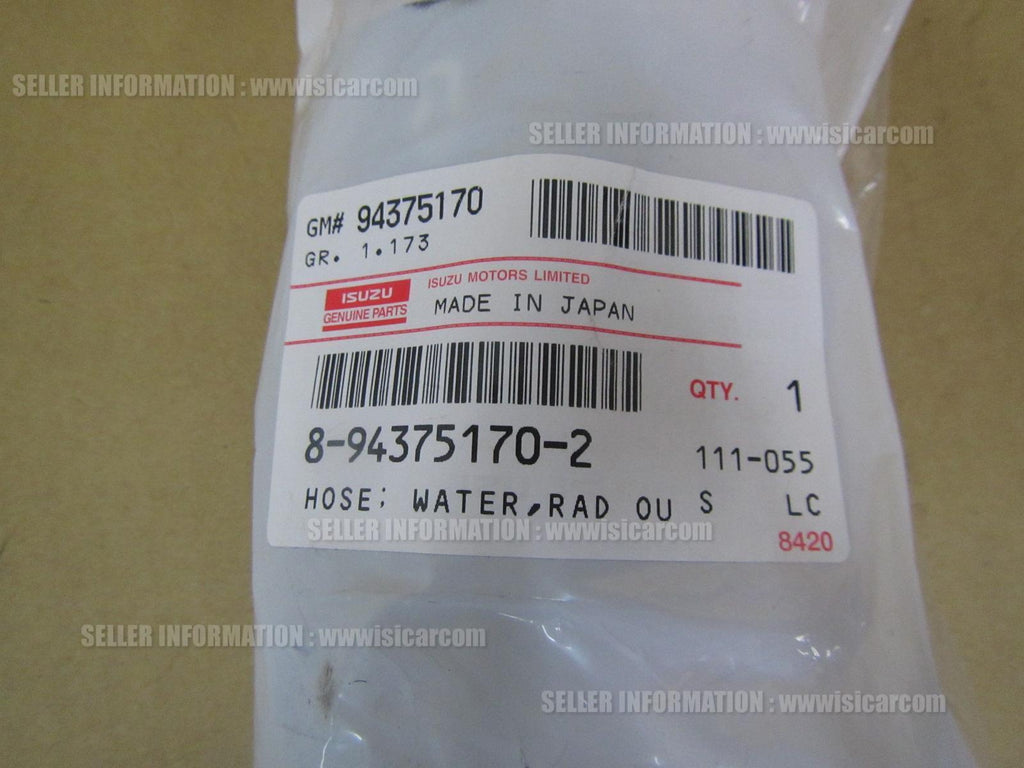 SELLER INFORMATION : wwwisicarcom
SELLER INFORMATION : wwwisicarcom
GM# 94375170
GR. 1.173
ISUZU
GENUINE PARTS
ISUZU MOTORS LIMITED
MADE IN JAPAN
QTY. 1
8-94375170-2
111-055
HOSE; WATER,RAD OU S LC
SELLER INFORMATION : wwwisicarcom
8420
SELLER INFORMATION : wwwisicarcom
SELLER INFORMATION : wwwisicarcom